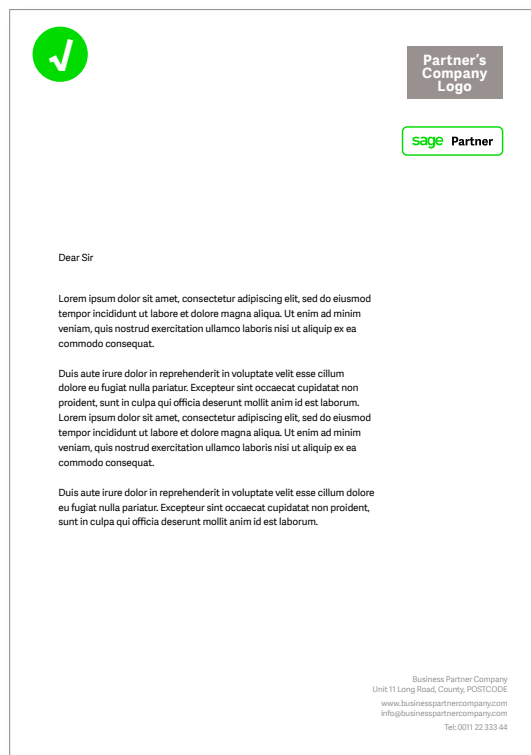 Partner's
Company
Logo
sage Partner
Dear Sir
Lorem ipsum dolor sit amet, consectetur adipiscing elit, sed do eiusmod
tempor incididunt ut labore et dolore magna aliqua. Ut enim ad minim
veniam, quis nostrud exercitation ullamco laboris nisi ut aliquip ex ea
commodo consequat.
Duis aute irure dolor in reprehenderit in voluptate velit esse cillum
dolore eu fugiat nulla pariatur. Excepteur sint occaecat cupidatat non
proident, sunt in culpa qui officia deserunt mollit anim id est laborum.
Lorem ipsum dolor sit amet, consectetur adipiscing elit, sed do eiusmod
tempor incididunt ut labore et dolore magna aliqua. Ut enim ad minim
veniam, quis nostrud exercitation ullamco laboris nisi ut aliquip ex ea
commodo consequat.
Duis aute irure dolor in reprehenderit in voluptate velit esse cillum dolore
eu fugiat nulla pariatur. Excepteur sint occaecat cupidatat non proident,
sunt in culpa qui officia deserunt mollit anim id est laborum.
Business Partner Company
Unit 11 Long Road, County, POSTCODE
www.businesspartnercompany.com
info@businesspartnercompany.com
Tel: 0011 22 333 44